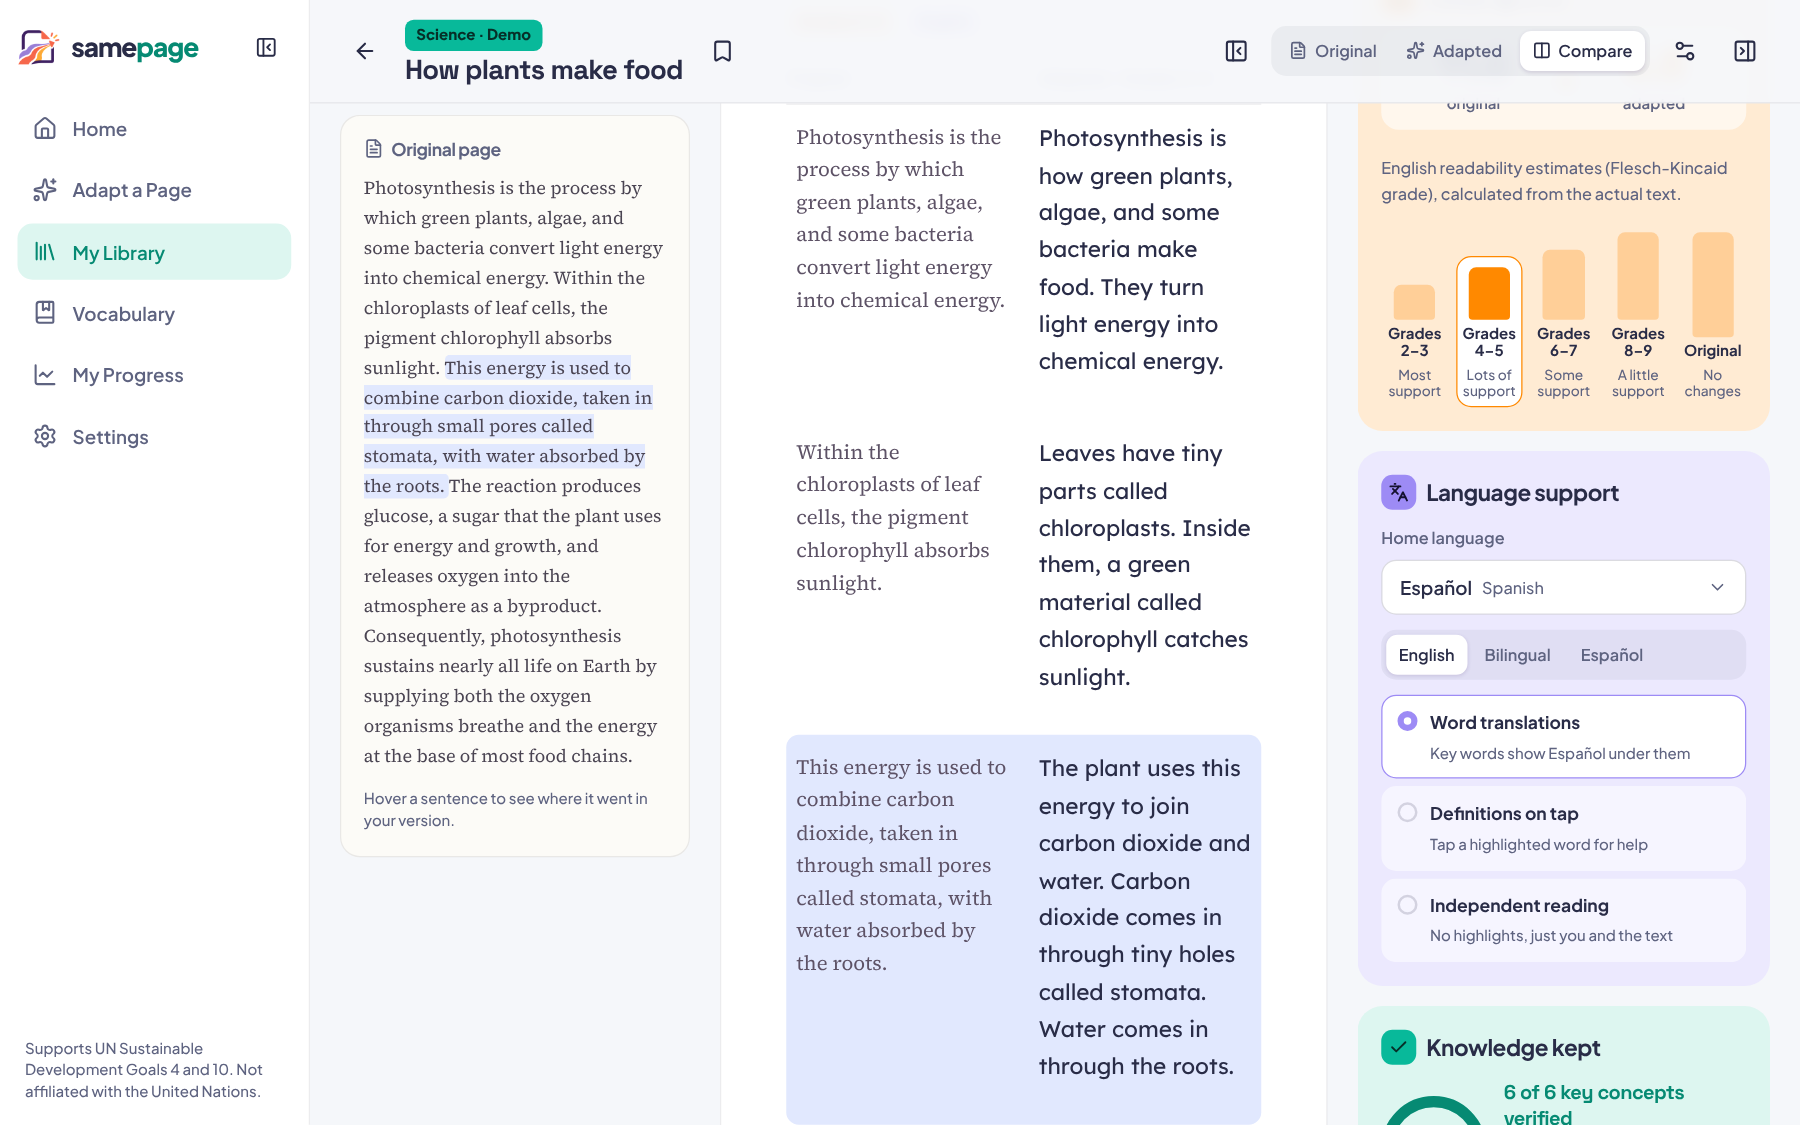 samepage
Home
Adapt a Page
My Library
Vocabulary
My Progress
Settings
Supports UN Sustainable
Development Goals 4 and 10. Not
affiliated with the United Nations.
Science · Demo
How plants make food
Original
Adapted
Compare
Original page
Photosynthesis is the process by
which green plants, algae, and
some bacteria convert light energy
into chemical energy. Within the
chloroplasts of leaf cells, the
pigment chlorophyll absorbs
sunlight. This energy is used to
combine carbon dioxide, taken in
through small pores called
stomata, with water absorbed by
the roots. The reaction produces
glucose, a sugar that the plant uses
for energy and growth, and
releases oxygen into the
atmosphere as a byproduct.
Consequently, photosynthesis
sustains nearly all life on Earth by
supplying both the oxygen
organisms breathe and the energy
at the base of most food chains.
Hover a sentence to see where it went in
your version.
Photosynthesis is the
process by which
green plants, algae,
and some bacteria
convert light energy
into chemical energy.
Photosynthesis is
how green plants,
algae, and some
bacteria make
food. They turn
light energy into
chemical energy.
Within the
chloroplasts of leaf
cells, the pigment
chlorophyll absorbs
sunlight.
Leaves have tiny
parts called
chloroplasts. Inside
them, a green
material called
chlorophyll catches
sunlight.
This energy is used to
combine carbon
dioxide, taken in
through small pores
called stomata, with
water absorbed by
the roots.
The plant uses this
energy to join
carbon dioxide and
water. Carbon
dioxide comes in
through tiny holes
called stomata.
Water comes in
through the roots.
original
adapted
English readability estimates (Flesch-Kincaid
grade), calculated from the actual text.
Grades
2–3
Most
support
Grades
4–5
Lots of
support
Grades
6–7
Some
support
Grades
8–9
A little
support
Original
No
changes
Language support
Home language
Español Spanish
English
Bilingual
Español
Word translations
Key words show Español under them
Definitions on tap
Tap a highlighted word for help
Independent reading
No highlights, just you and the text
Knowledge kept
6 of 6 key concepts
verified